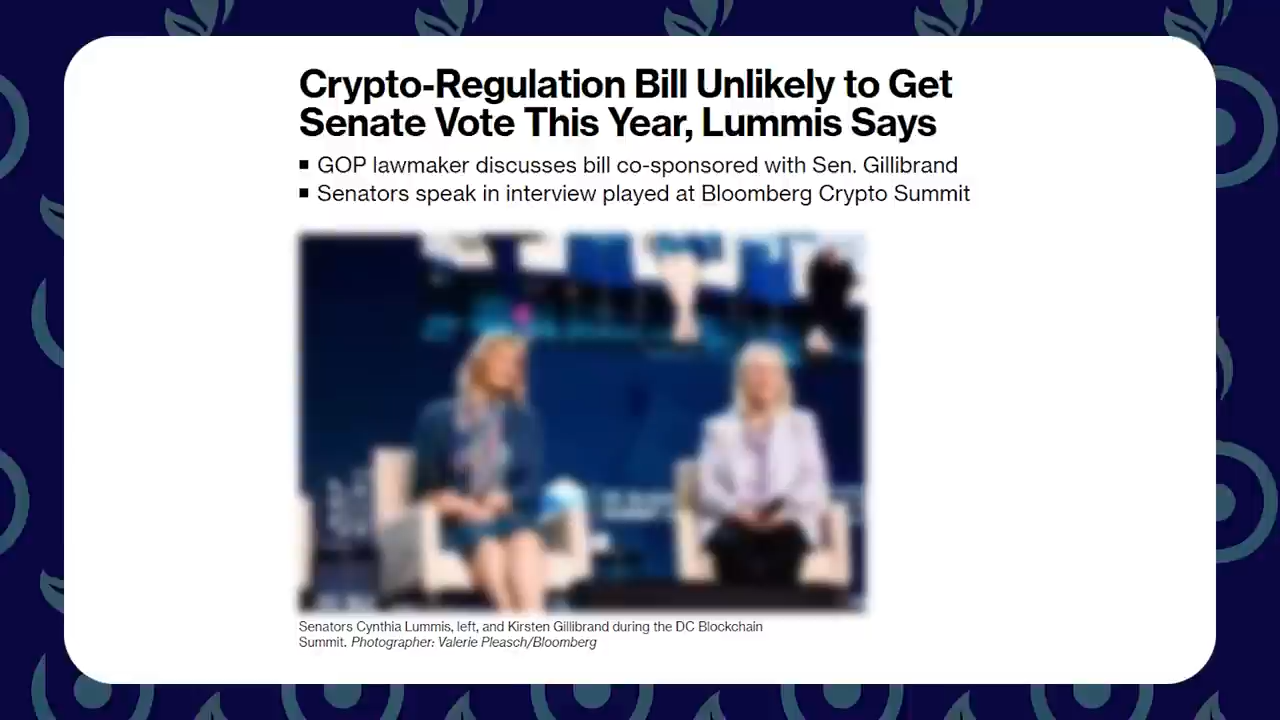 Crypto-Regulation Bill Unlikely to Get
Senate Vote This Year, Lummis Says
▪ GOP lawmaker discusses bill co-sponsored with Sen. Gillibrand
▪ Senators speak in interview played at Bloomberg Crypto Summit
Senators Cynthia Lummis, left, and Kirsten Gillibrand during the DC Blockchain
Summit. Photographer: Valerie Pleasch/Bloomberg